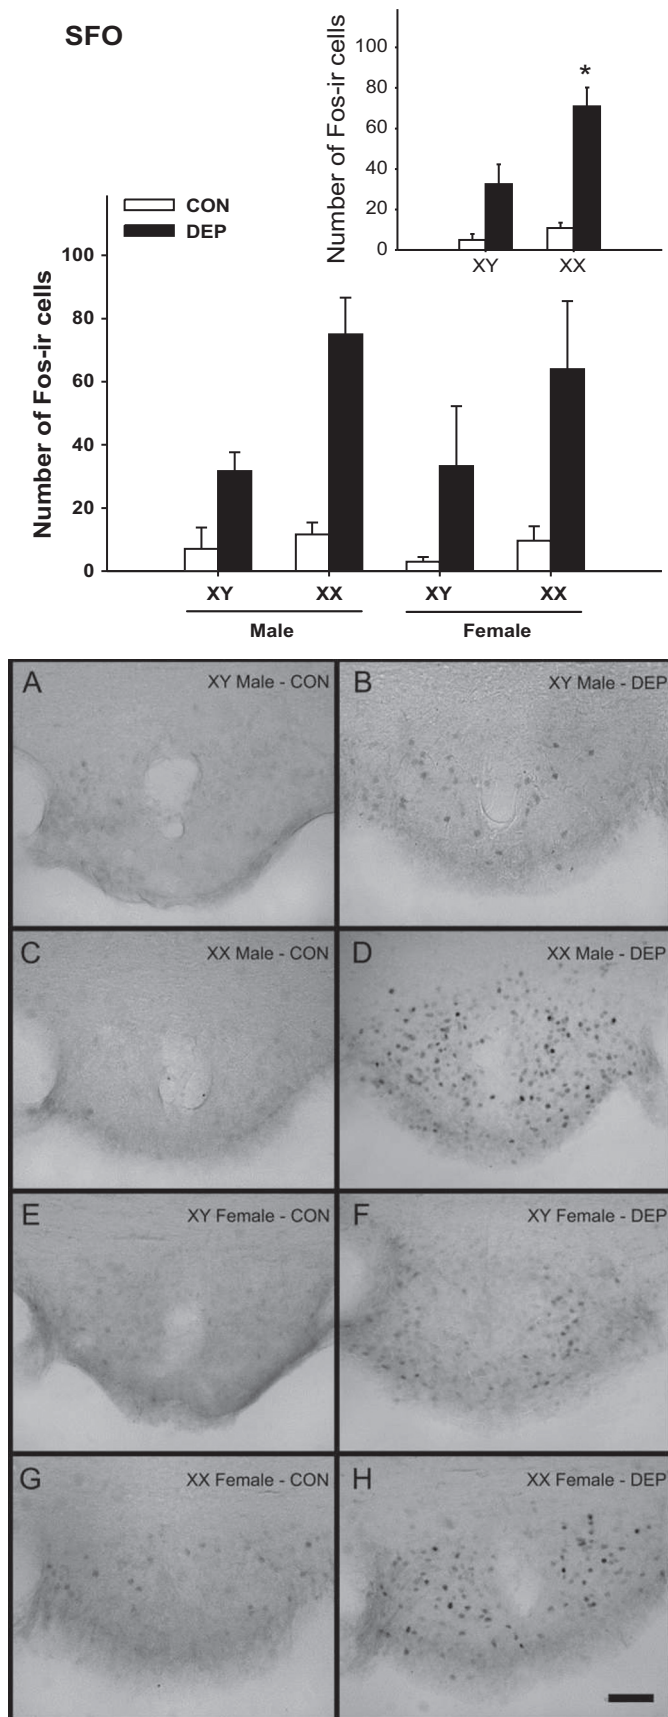 SFO
Number of Fos-ir cells
100
80
60
40
20
0
*
XY XX
CON
DEP
Number of Fos-ir cells
100
80
60
40
20
0
XY XX XY XX
Male Female
A XY Male - CON
B XY Male - DEP
C XX Male - CON
D XX Male - DEP
E XY Female - CON
F XY Female - DEP
G XX Female - CON
H XX Female - DEP